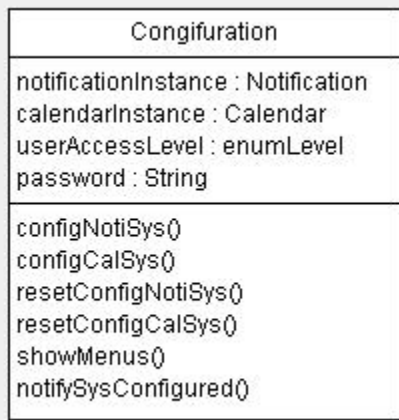 Congifuration
notificationInstance : Notification
calendarInstance : Calendar
userAccessLevel : enumLevel
password : String
configNotiSys()
configCalSys()
resetConfigNotiSys()
resetConfigCalSys()
showMenus()
notifySysConfigured()